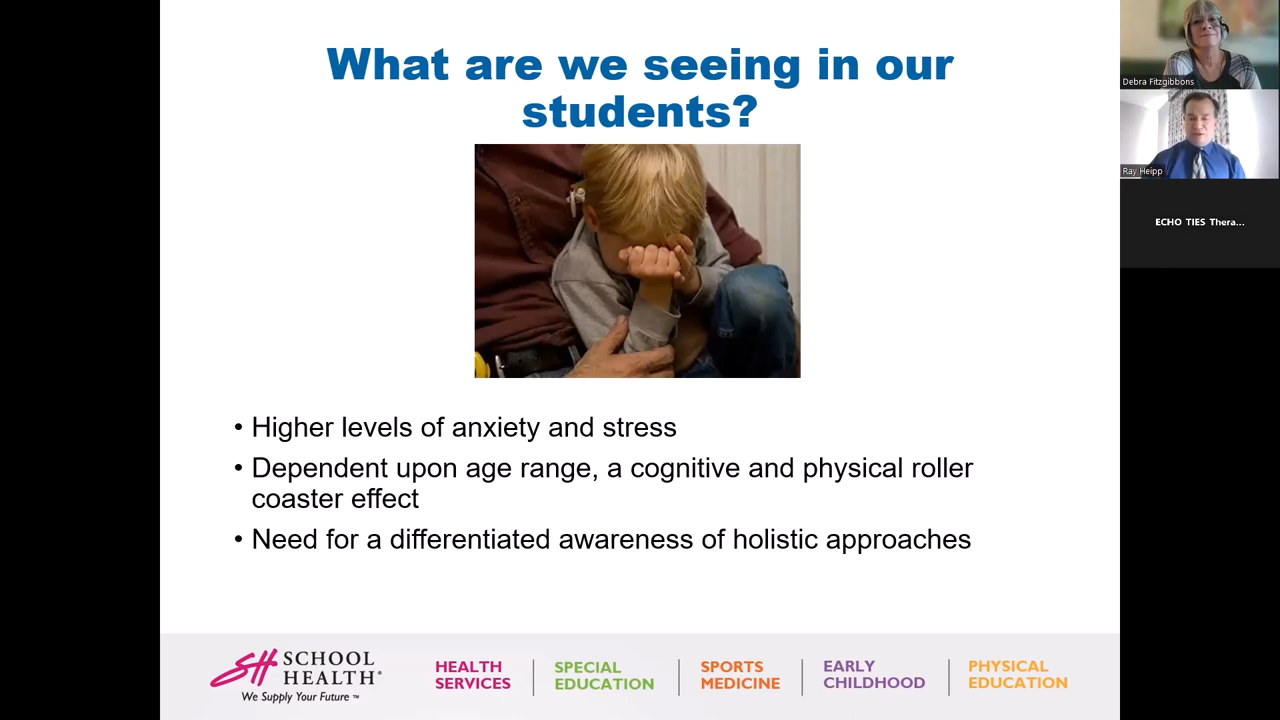 What are we seeing in our
students?
• Higher levels of anxiety and stress
• Dependent upon age range, a cognitive and physical roller
coaster effect
• Need for a differentiated awareness of holistic approaches
SH SCHOOL
HEALTH®
We Supply Your Future ™
HEALTH
SERVICES
SPECIAL
EDUCATION
SPORTS
MEDICINE
EARLY
CHILDHOOD
PHYSICAL
EDUCATION
Debra Fitzgibbons
Ray Heipp
ECHO TIES Thera...